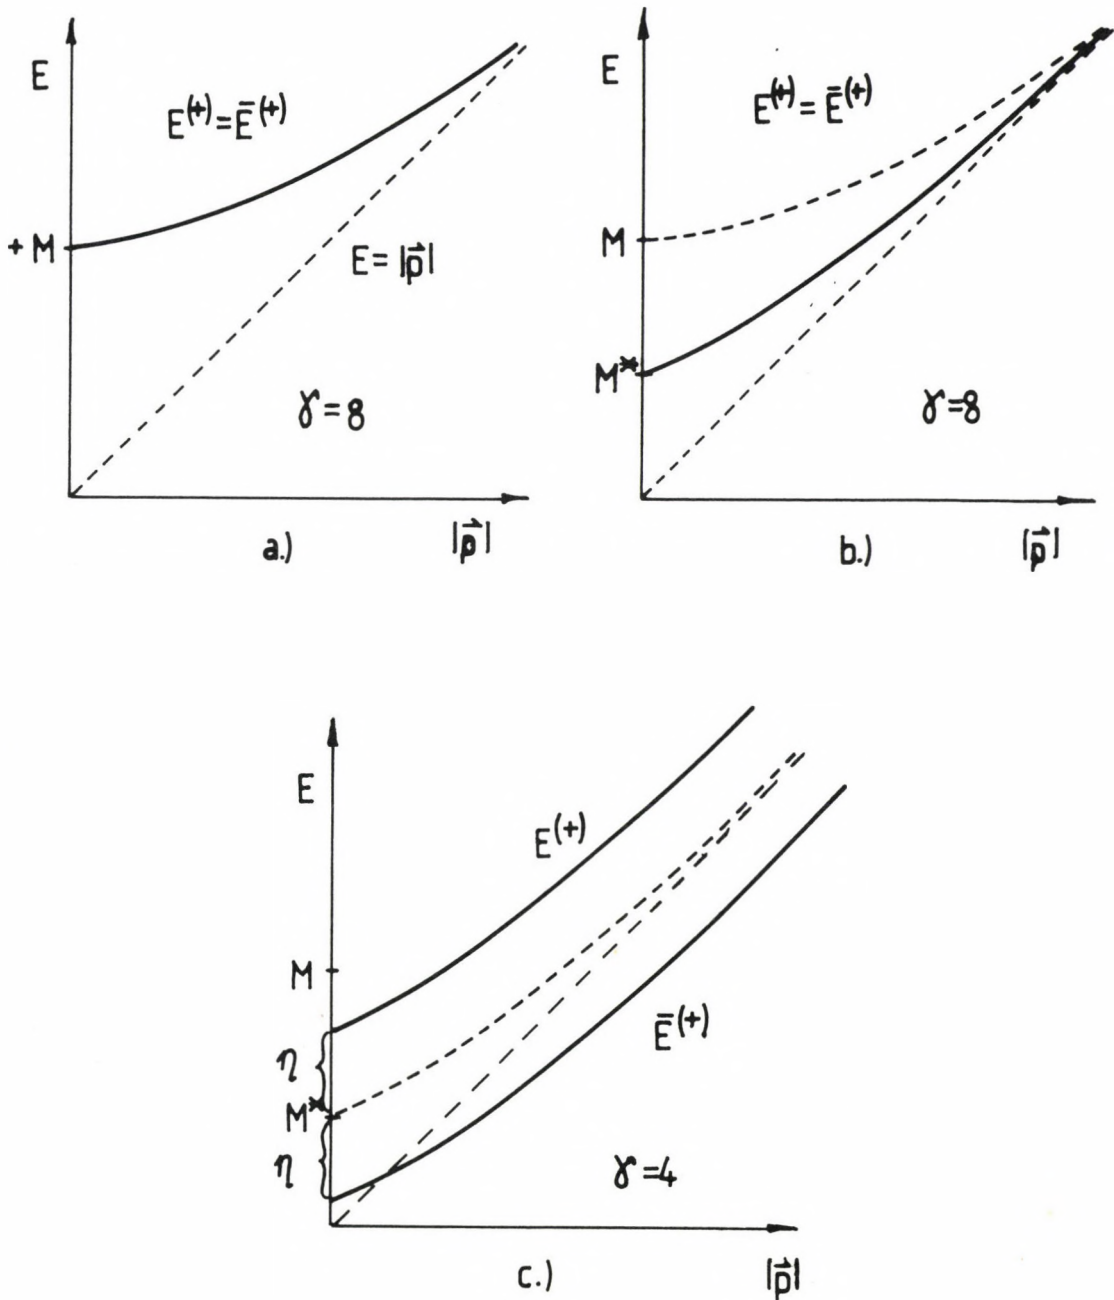 E
E⁽⁺⁾ = Ē⁽⁺⁾
+ M
E = |p⃗|
γ = 8
|p⃗|
a.)
E
E⁽⁺⁾ = Ē⁽⁺⁾
M
M*
γ = 8
|p⃗|
b.)
E
E⁽⁺⁾
M
η
M*
η
Ē⁽⁺⁾
γ = 4
|p⃗|
c.)